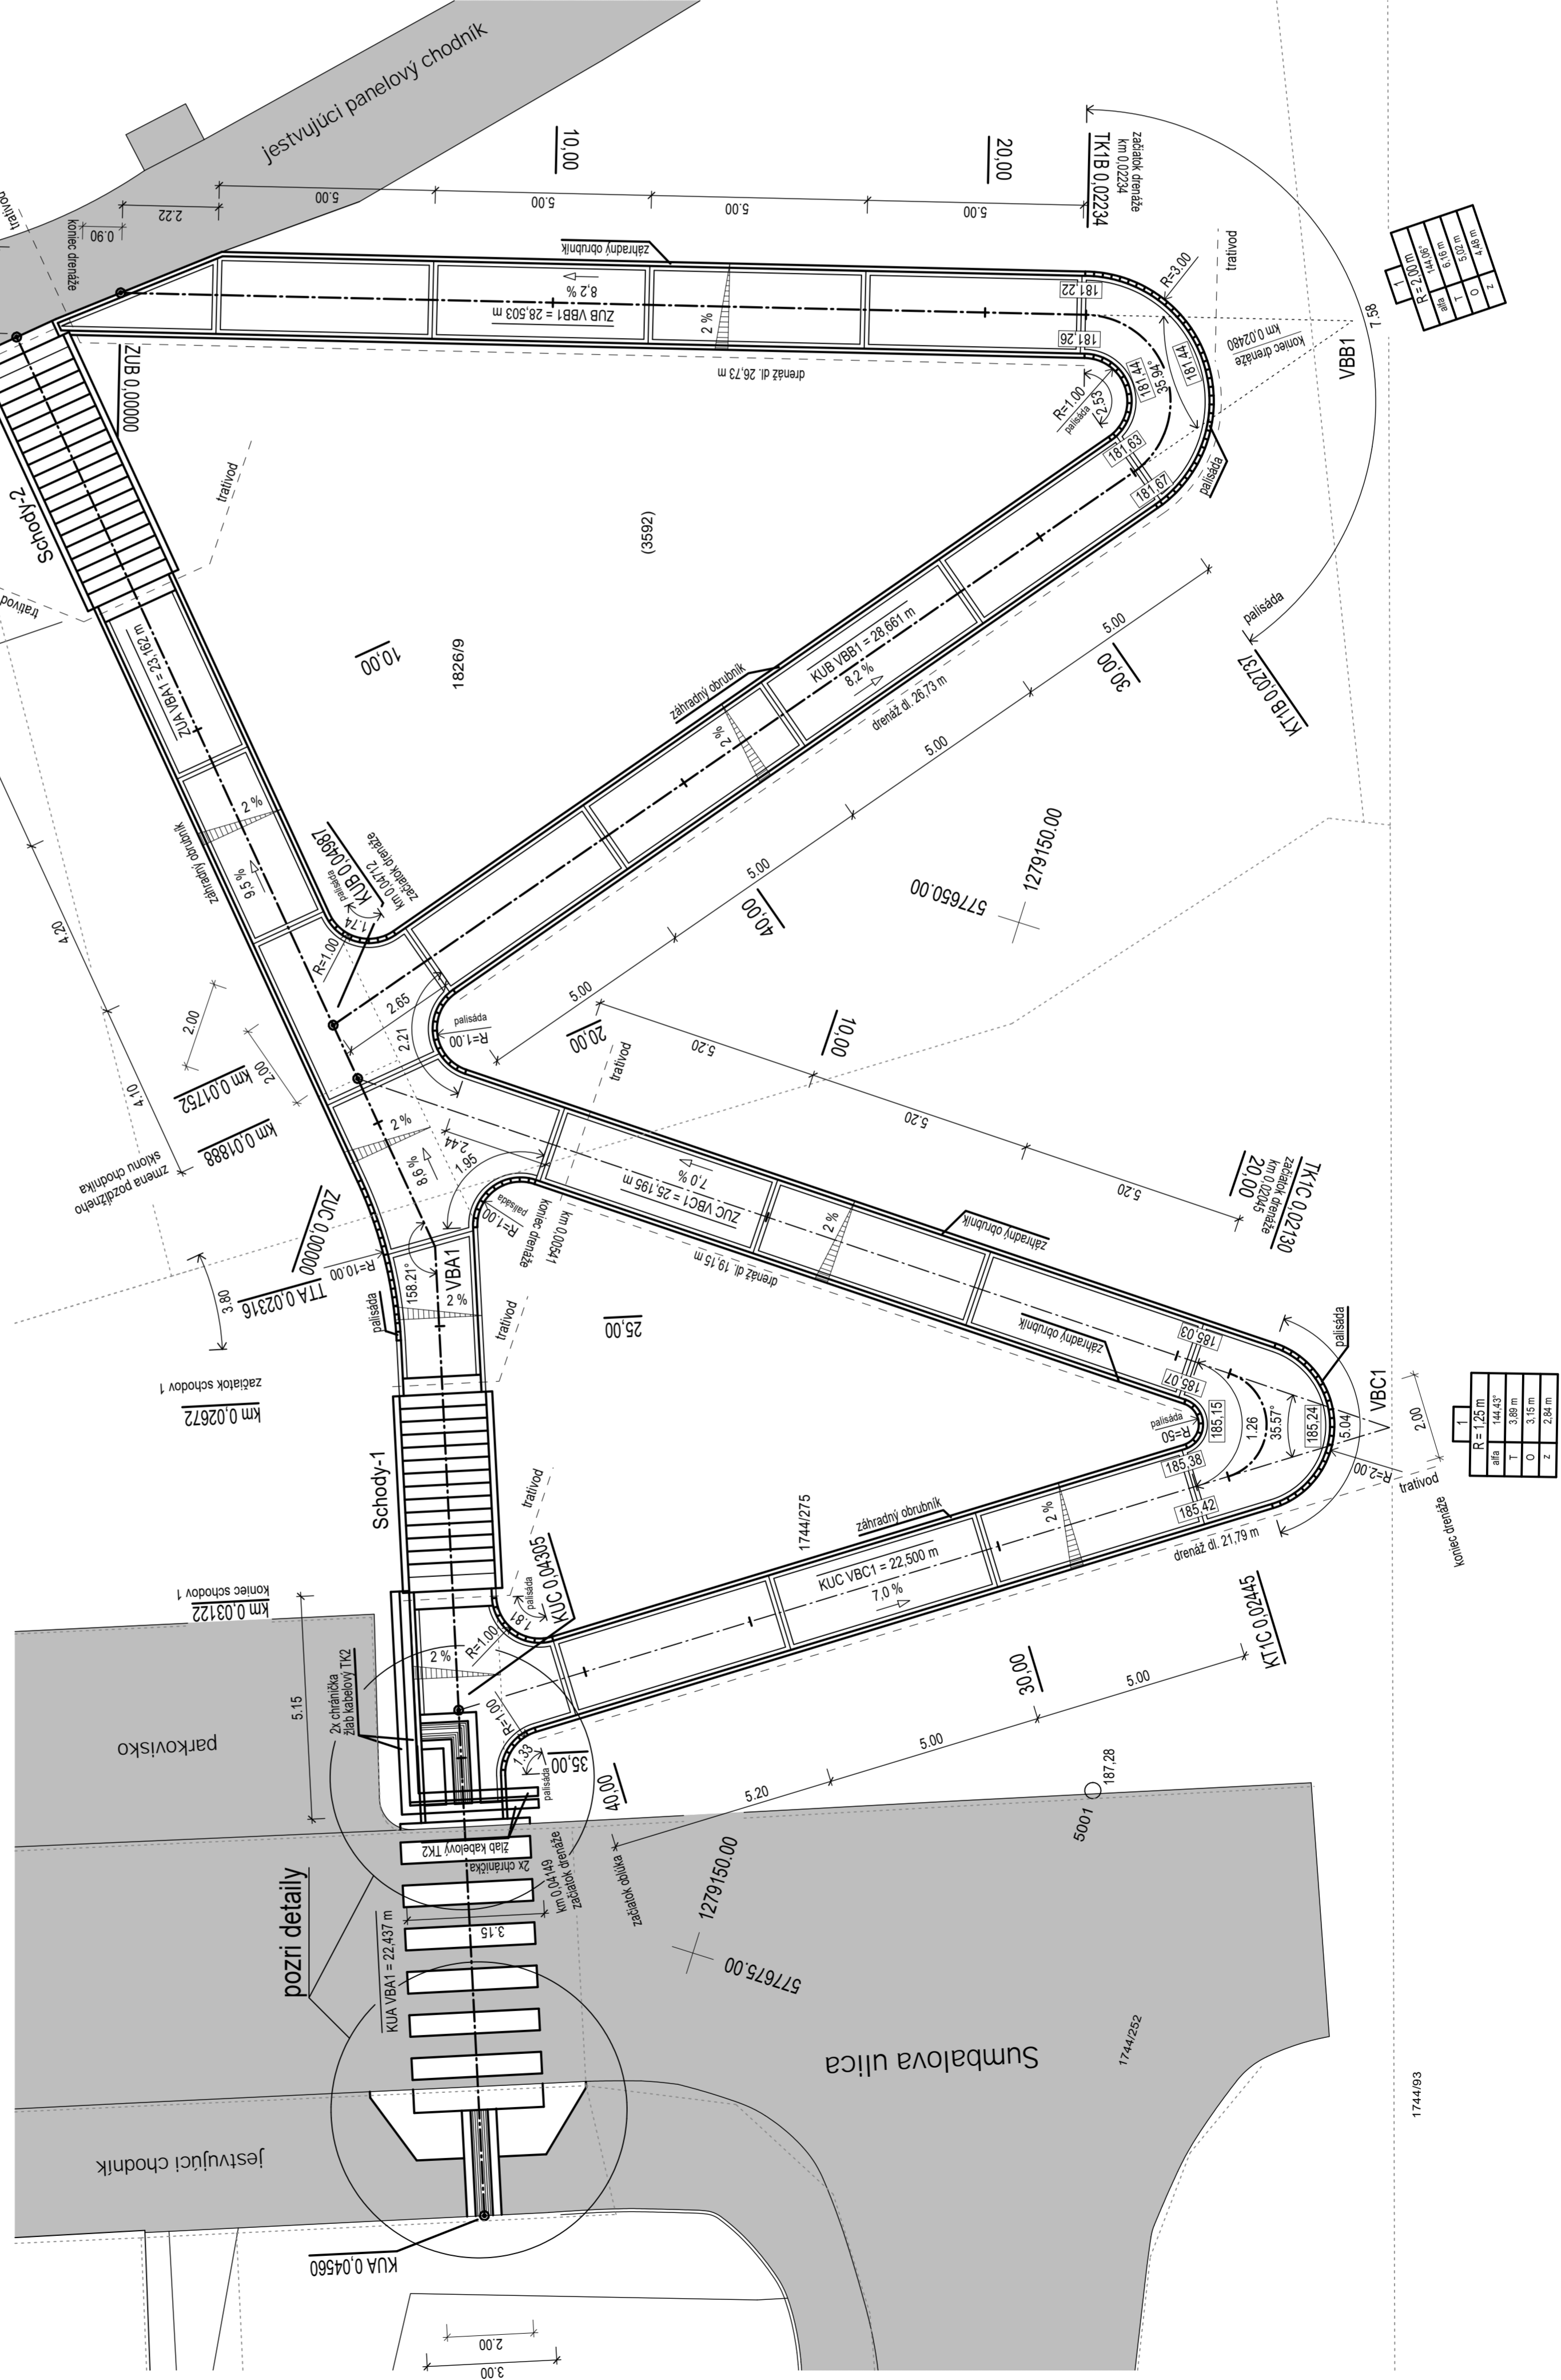 jestvujúci panelový chodník
trativod
koniec drenáže
0.90
2.22
5.00
5.00
5.00
5.00
10,00
20,00
TK1B 0,02234
začiatok drenáže
km 0,02234
záhradný obrubník
8,2 %
ZUB VBB1 = 28,503 m
2 %
drenáž dl. 26,73 m
181,22
181,26
R=3.00
trativod
R=1.00
palisáda
2.53
181,44
35.94°
181,44
koniec drenáže
km 0,02480
VBB1
7.58
1
R = 2,00 m
alfa 144,06°
T 6,16 m
O 5,02 m
z 4,48 m
181,63
181,67
palisáda
palisáda
KT1B 0,02737
ZUB 0,00000
Schody-2
trativod
trativod
ZUA VBA1 = 23,162 m
10,00
1826/9
(3592)
záhradný obrubník
KUB VBB1 = 28,661 m
8,2 %
2 %
drenáž dl. 26,73 m
5.00
30,00
5.00
5.00
5.00
40,00
5.00
577650.00
1279150.00
záhradný obrubník
2 %
9,5 %
KUB 0,04987
palisáda
km 0,04712
začiatok drenáže
1.74
R=1.00
2.65
2.21
palisáda
R=1.00
20,00
trativod
4.20
4.10
2.00
2.00
km 0,01752
km 0,01888
zmena pozdĺžneho
sklonu chodníka
ZUC 0,00000
TTA 0,02316
3.80
R=10.00
palisáda
158.21°
VBA1
2 %
2 %
8,6 %
2.44
1.95
palisáda
R=1.00
km 0,00541
koniec drenáže
trativod
5.20
10,00
5.20
5.20
7,0 %
ZUC VBC1 = 25,195 m
2 %
drenáž dl. 19,15 m
záhradný obrubník
záhradný obrubník
20,00
TK1C 0,02130
začiatok drenáže
km 0,02045
185,03
185,07
palisáda
R=50
185,15
1.26
35.57°
185,24
5.04
palisáda
VBC1
2.00
R=2.00
trativod
koniec drenáže
1
R = 1,25 m
alfa 144,43°
T 3,89 m
O 3,15 m
z 2,84 m
25,00
km 0,02672
začiatok schodov 1
Schody-1
trativod
km 0,03122
koniec schodov 1
185,38
185,42
drenáž dl. 21,79 m
1744/275
záhradný obrubník
2 %
KUC VBC1 = 22,500 m
7,0 %
KUC 0,04305
palisáda
1.81
R=1.00
2 %
KT1C 0,02445
30,00
5.00
5.00
5.20
R=1.00
1.33
palisáda
35,00
40,00
5.15
parkovisko
2x chránička
žlab kabelový TK2
žlab kabelový TK2
2x chránička
km 0,04149
začiatok drenáže
začiatok oblúka
187,28
5001
pozri detaily
KUA VBA1 = 22,437 m
3.15
1279150.00
577675.00
Sumbalova ulica
1744/252
1744/93
jestvujúci chodník
KUA 0,04560
2.00
3.00